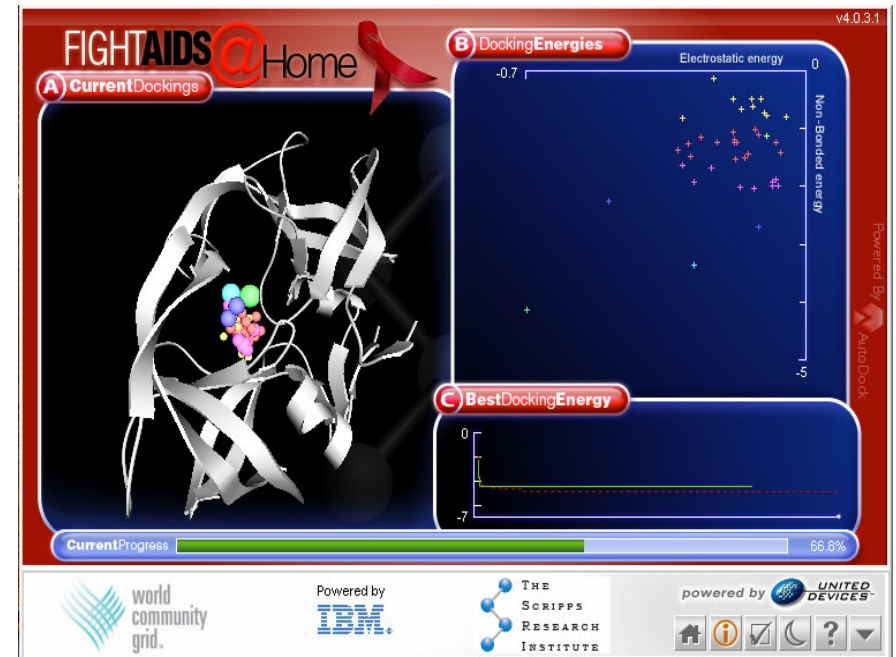 v4.0.3.1
FIGHTAIDS@Home
A CurrentDockings
B DockingEnergies
Electrostatic energy
-0.7
0
Non-Bonded energy
-5
Powered By
AutoDock
C BestDockingEnergy
0
-7
CurrentProgress
66.8%
world
community
grid.
Powered by
IBM
THE
SCRIPPS
RESEARCH
INSTITUTE
powered by UNITED
DEVICES
?